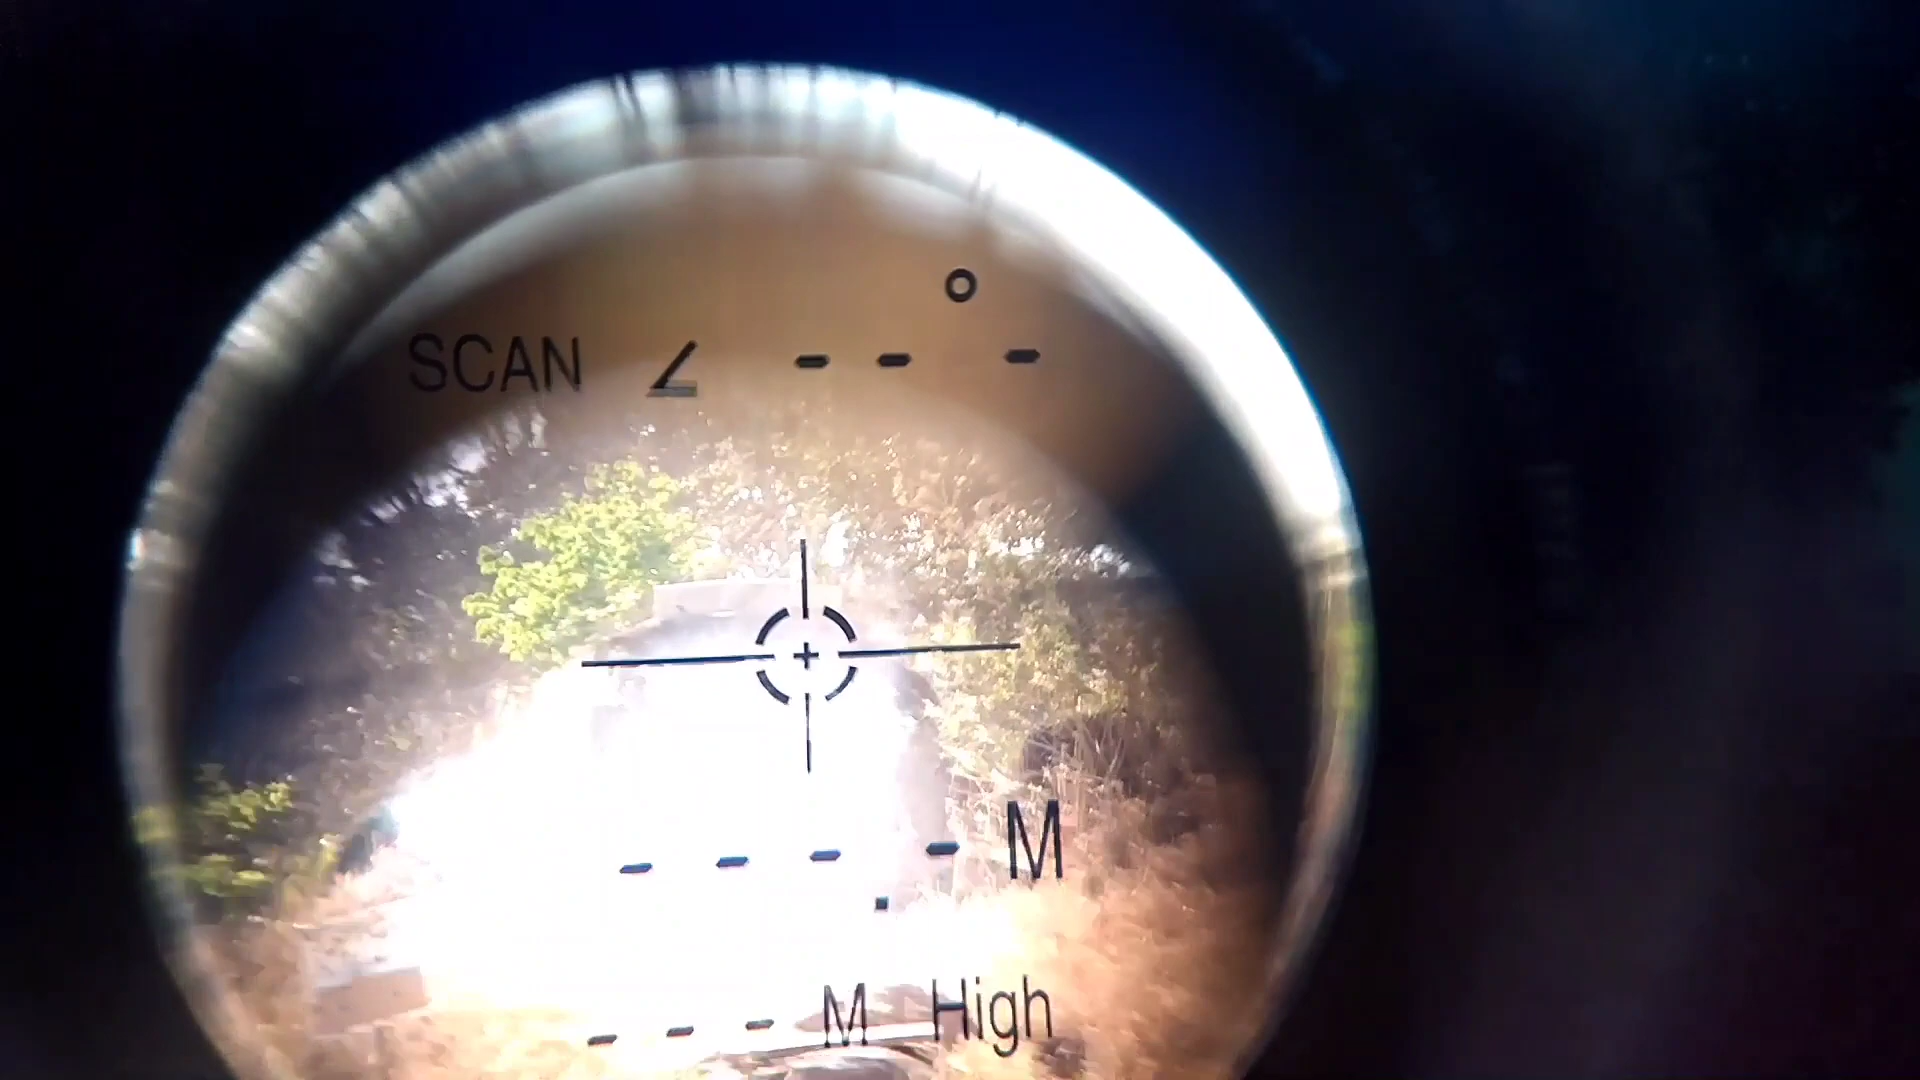 SCAN ∠ -- -°
---.- M
--- M High